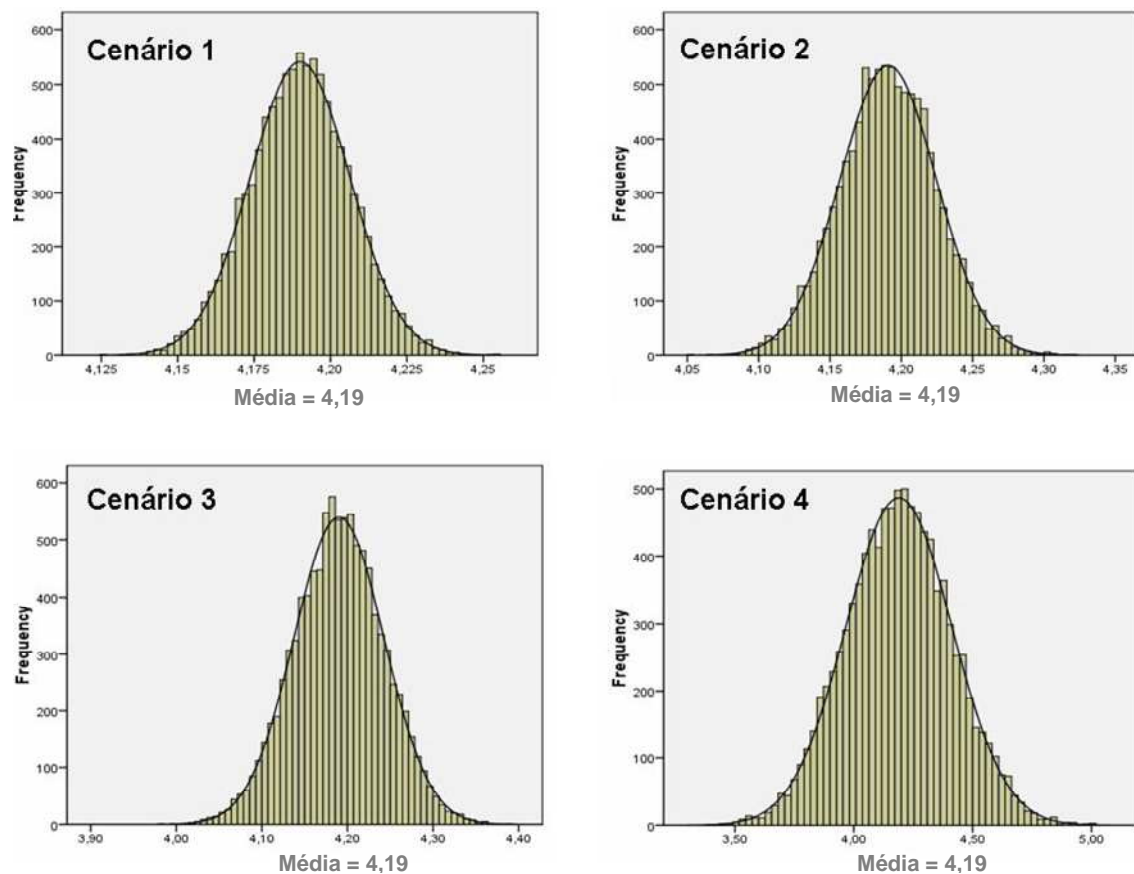 Cenário 1
Frequency
600
500
400
300
200
100
0
4,125 4,15 4,175 4,20 4,225 4,25
Média = 4,19
Cenário 2
Frequency
600
500
400
300
200
100
0
4,05 4,10 4,15 4,20 4,25 4,30 4,35
Média = 4,19
Cenário 3
Frequency
600
500
400
300
200
100
0
3,90 4,00 4,10 4,20 4,30 4,40
Média = 4,19
Cenário 4
Frequency
500
400
300
200
100
0
3,50 4,00 4,50 5,00
Média = 4,19